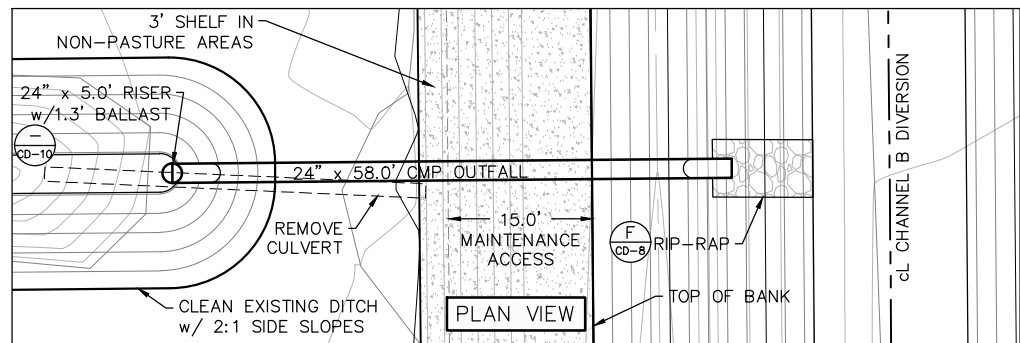 3' SHELF IN
NON-PASTURE AREAS
24" x 5.0' RISER
w/1.3' BALLAST
—
CD-10
24" x 58.0' CMP OUTFALL
REMOVE
CULVERT
15.0'
MAINTENANCE
ACCESS
F
CD-8
RIP-RAP
CLEAN EXISTING DITCH
w/ 2:1 SIDE SLOPES
PLAN VIEW
TOP OF BANK
cL CHANNEL B DIVERSION